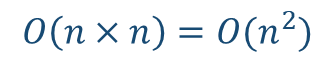 O(n × n) = O(n²)